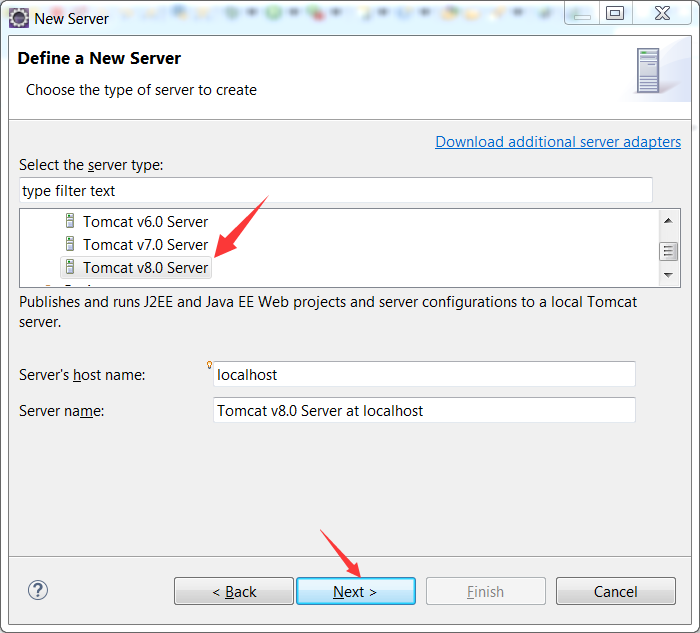 New Server
Define a New Server
Choose the type of server to create
Download additional server adapters
Select the server type:
type filter text
Tomcat v6.0 Server
Tomcat v7.0 Server
Tomcat v8.0 Server
Publishes and runs J2EE and Java EE Web projects and server configurations to a local Tomcat
server.
Server's host name:
localhost
Server name:
Tomcat v8.0 Server at localhost
?
< Back
Next >
Finish
Cancel